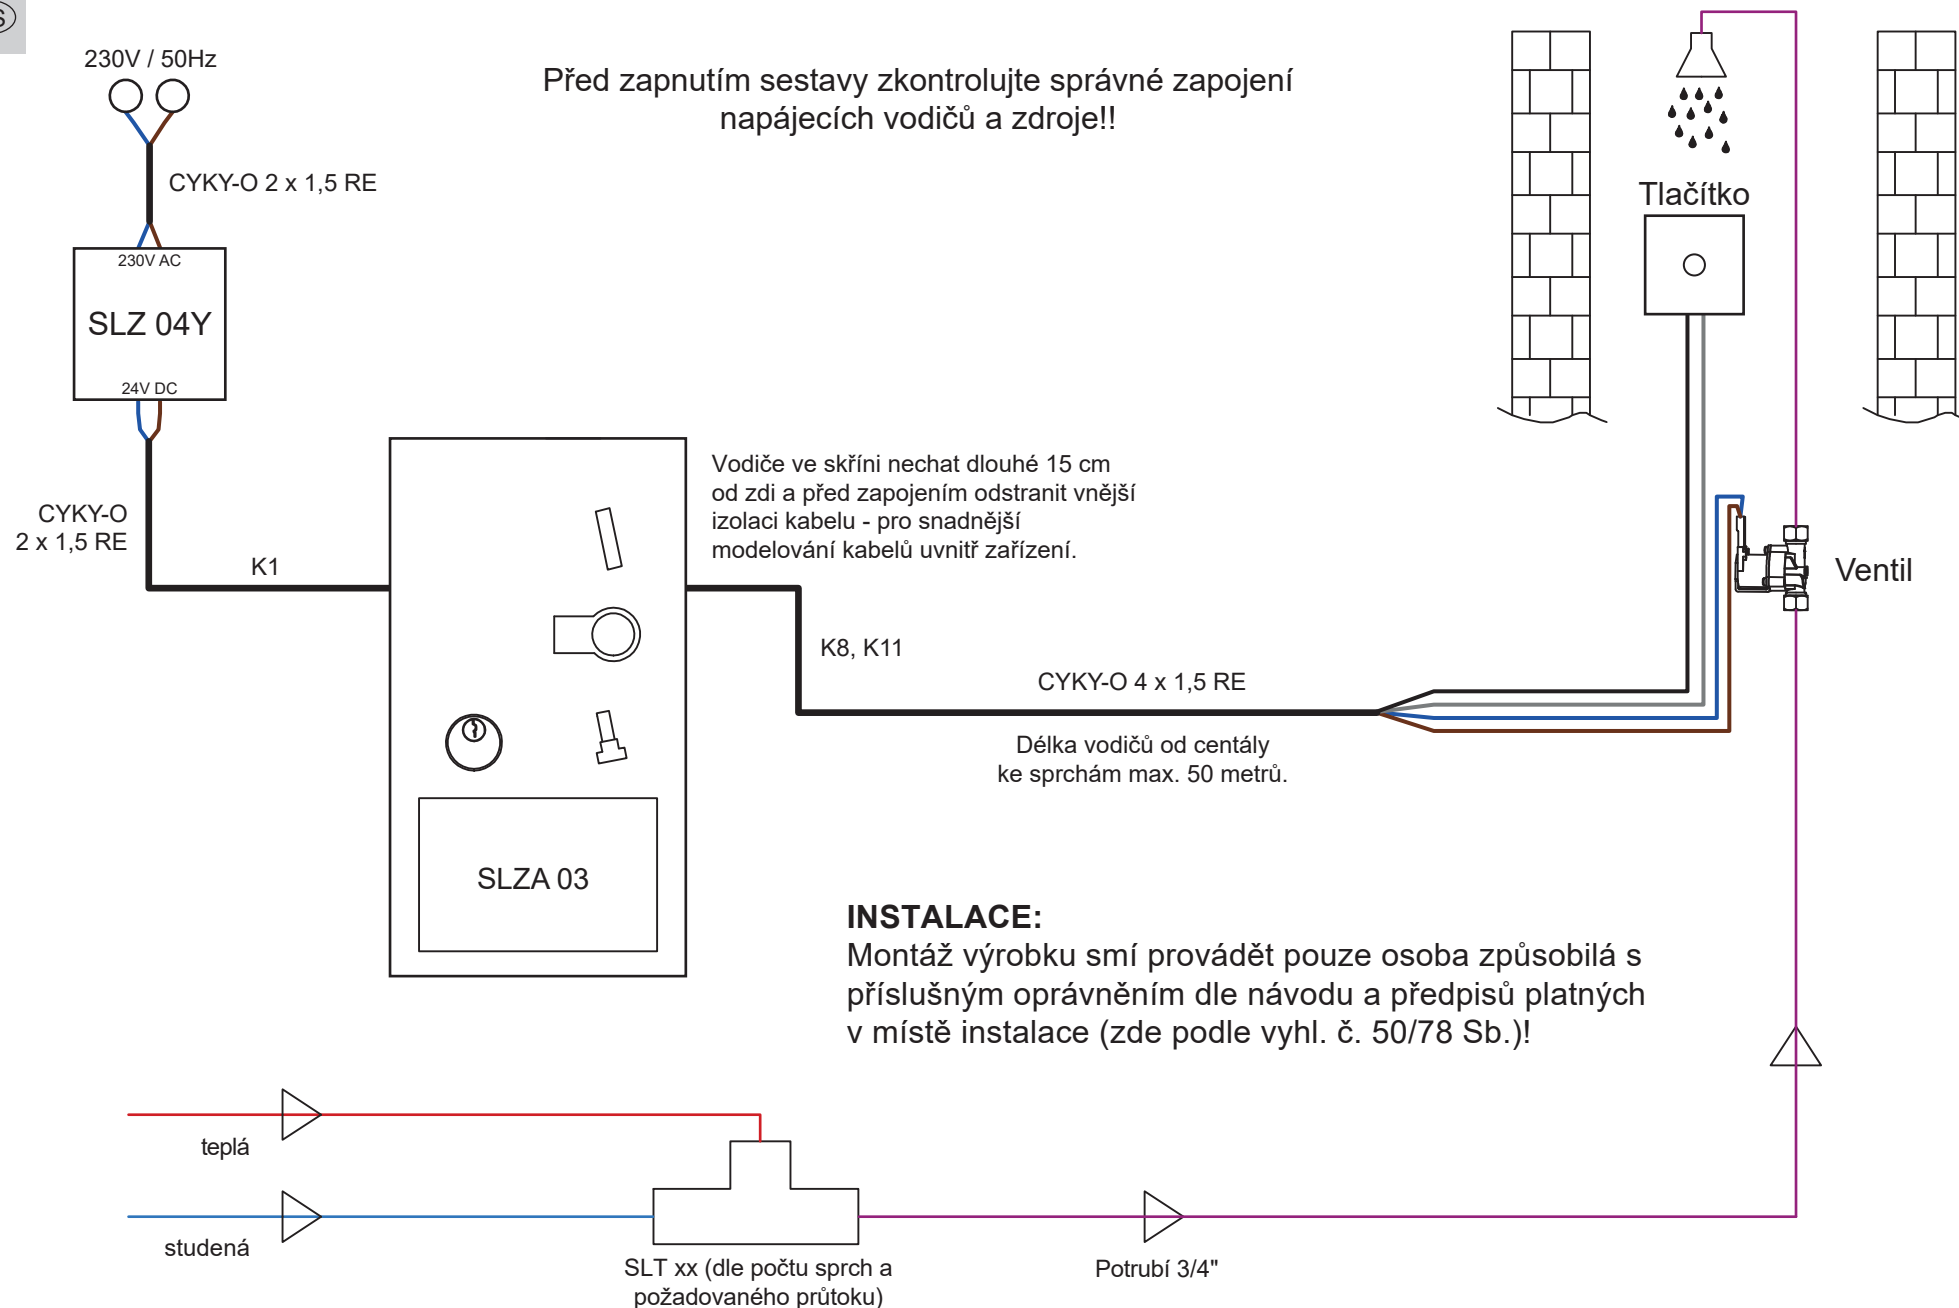 230V / 50Hz
Před zapnutím sestavy zkontrolujte správné zapojení
napájecích vodičů a zdroje!!
CYKY-O 2 x 1,5 RE
230V AC
SLZ 04Y
24V DC
Tlačítko
CYKY-O
2 x 1,5 RE
K1
Vodiče ve skříni nechat dlouhé 15 cm
od zdi a před zapojením odstranit vnější
izolaci kabelu - pro snadnější
modelování kabelů uvnitř zařízení.
Ventil
K8, K11
CYKY-O 4 x 1,5 RE
Délka vodičů od centály
ke sprchám max. 50 metrů.
SLZA 03
INSTALACE:
Montáž výrobku smí provádět pouze osoba způsobilá s
příslušným oprávněním dle návodu a předpisů platných
v místě instalace (zde podle vyhl. č. 50/78 Sb.)!
teplá
studená
SLT xx (dle počtu sprch a
požadovaného průtoku)
Potrubí 3/4"